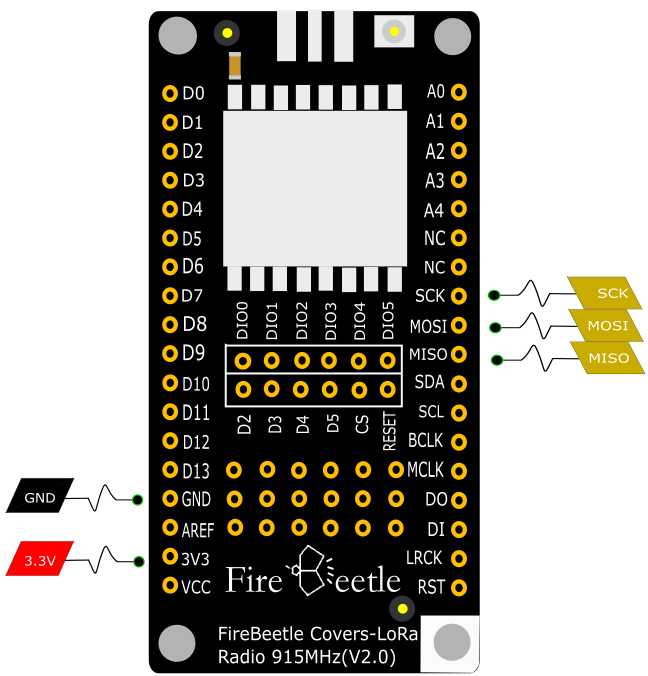 D0
D1
D2
D3
D4
D5
D6
D7
D8
D9
D10
D11
D12
D13
GND
AREF
3V3
VCC
A0
A1
A2
A3
A4
NC
NC
SCK
MOSI
MISO
SDA
SCL
BCLK
MCLK
DO
DI
LRCK
RST
DIO0 DIO1 DIO2 DIO3 DIO4 DIO5
D2 D3 D4 D5 CS RESET
SCK
MOSI
MISO
GND
3.3V
Fire Beetle
FireBeetle Covers-LoRa
Radio 915MHz(V2.0)